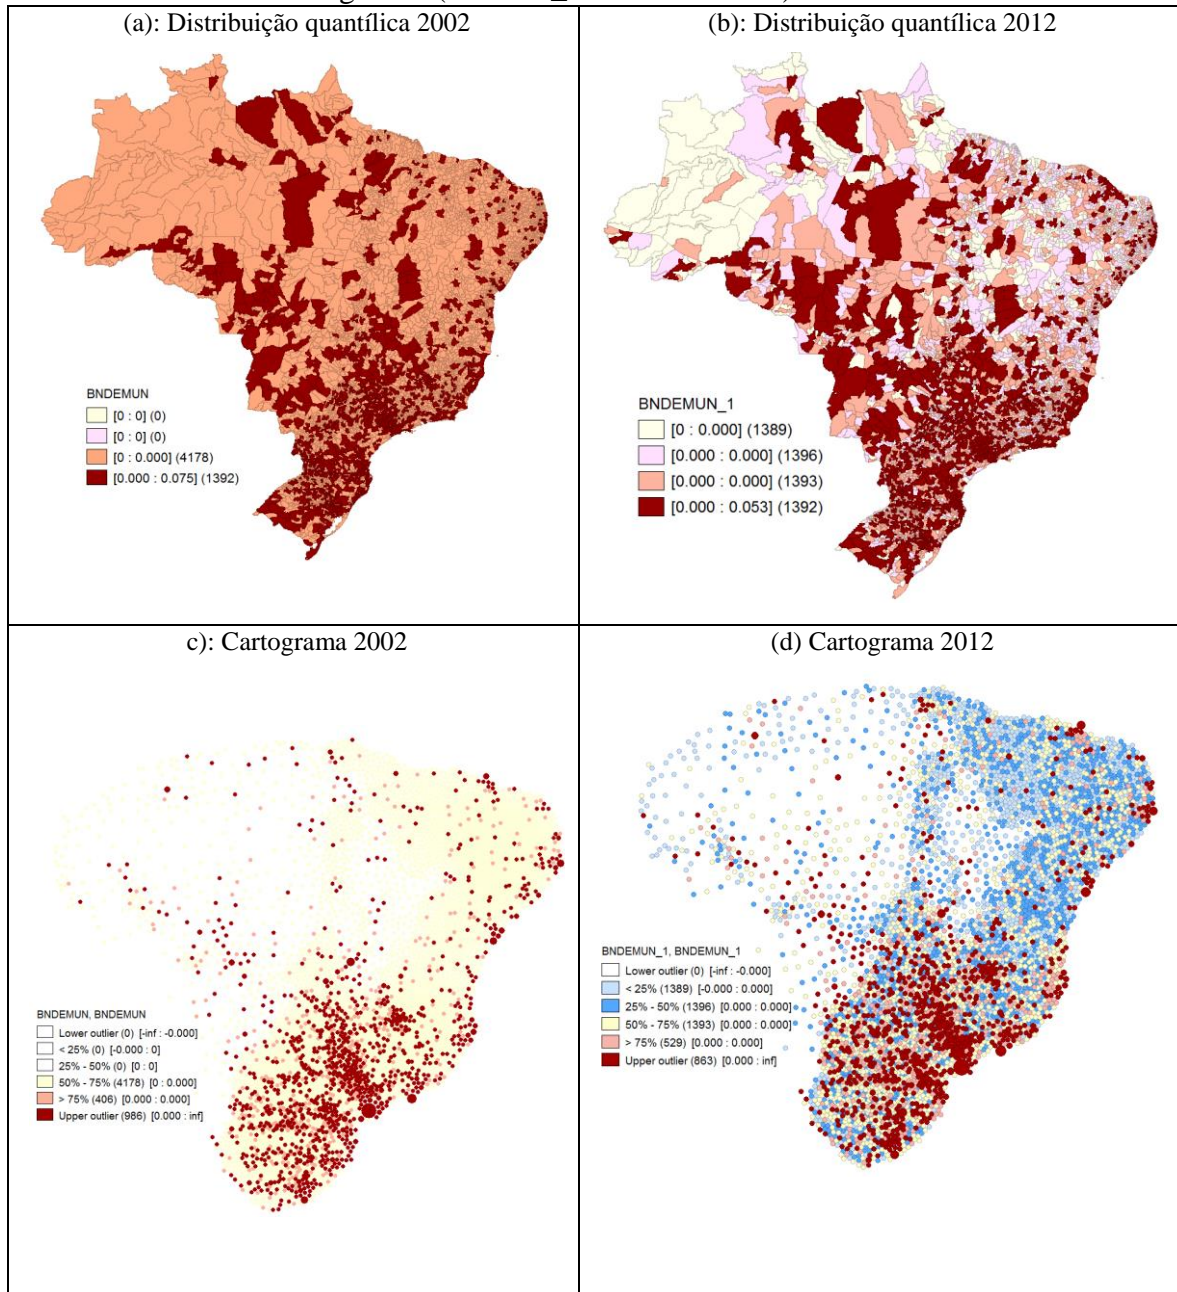 (a): Distribuição quantílica 2002
BNDEMUN
[0 : 0] (0)
[0 : 0] (0)
[0 : 0.000] (4178)
[0.000 : 0.075] (1392)
(b): Distribuição quantílica 2012
BNDEMUN_1
[0 : 0.000] (1389)
[0.000 : 0.000] (1396)
[0.000 : 0.000] (1393)
[0.000 : 0.053] (1392)
c): Cartograma 2002
BNDEMUN, BNDEMUN
Lower outlier (0) [-inf : -0.000]
< 25% (0) [-0.000 : 0]
25% - 50% (0) [0 : 0]
50% - 75% (4178) [0 : 0.000]
> 75% (406) [0.000 : 0.000]
Upper outlier (986) [0.000 : inf]
(d) Cartograma 2012
BNDEMUN_1, BNDEMUN_1
Lower outlier (0) [-inf : -0.000]
< 25% (1389) [-0.000 : 0.000]
25% - 50% (1396) [0.000 : 0.000]
50% - 75% (1393) [0.000 : 0.000]
> 75% (529) [0.000 : 0.000]
Upper outlier (863) [0.000 : inf]